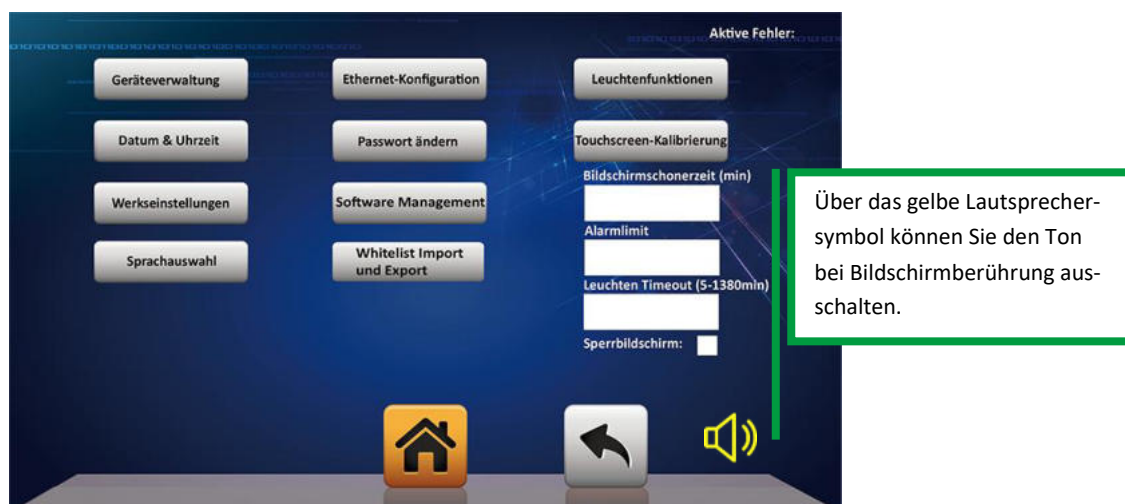 Aktive Fehler:
Geräteverwaltung
Ethernet-Konfiguration
Leuchtenfunktionen
Datum & Uhrzeit
Passwort ändern
Touchscreen-Kalibrierung
Bildschirmschonerzeit (min)
Werkseinstellungen
Software Management
Alarmlimit
Sprachauswahl
Whitelist Import
und Export
Leuchten Timeout (5-1380min)
Sperrbildschirm:
Über das gelbe Lautsprecher-
symbol können Sie den Ton
bei Bildschirmberührung aus-
schalten.